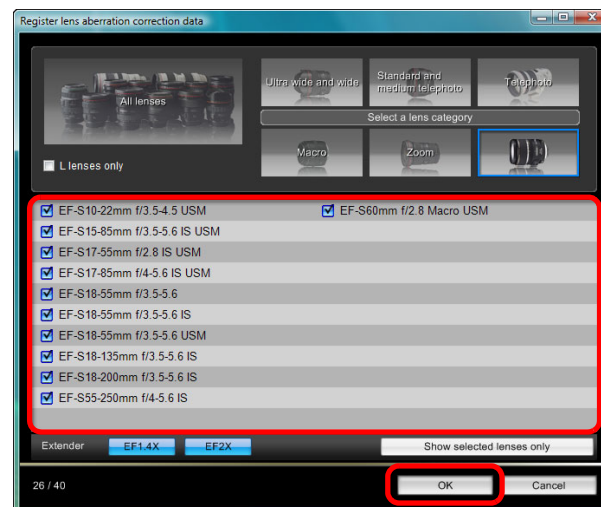 Register lens aberration correction data
All lenses
Ultra wide and wide
Standard and
medium telephoto
Telephoto
Select a lens category
L lenses only
Macro
Zoom
EF-S10-22mm f/3.5-4.5 USM
EF-S60mm f/2.8 Macro USM
EF-S15-85mm f/3.5-5.6 IS USM
EF-S17-55mm f/2.8 IS USM
EF-S17-85mm f/4-5.6 IS USM
EF-S18-55mm f/3.5-5.6
EF-S18-55mm f/3.5-5.6 IS
EF-S18-55mm f/3.5-5.6 USM
EF-S18-135mm f/3.5-5.6 IS
EF-S18-200mm f/3.5-5.6 IS
EF-S55-250mm f/4-5.6 IS
Extender
EF1.4X
EF2X
Show selected lenses only
26 / 40
OK
Cancel